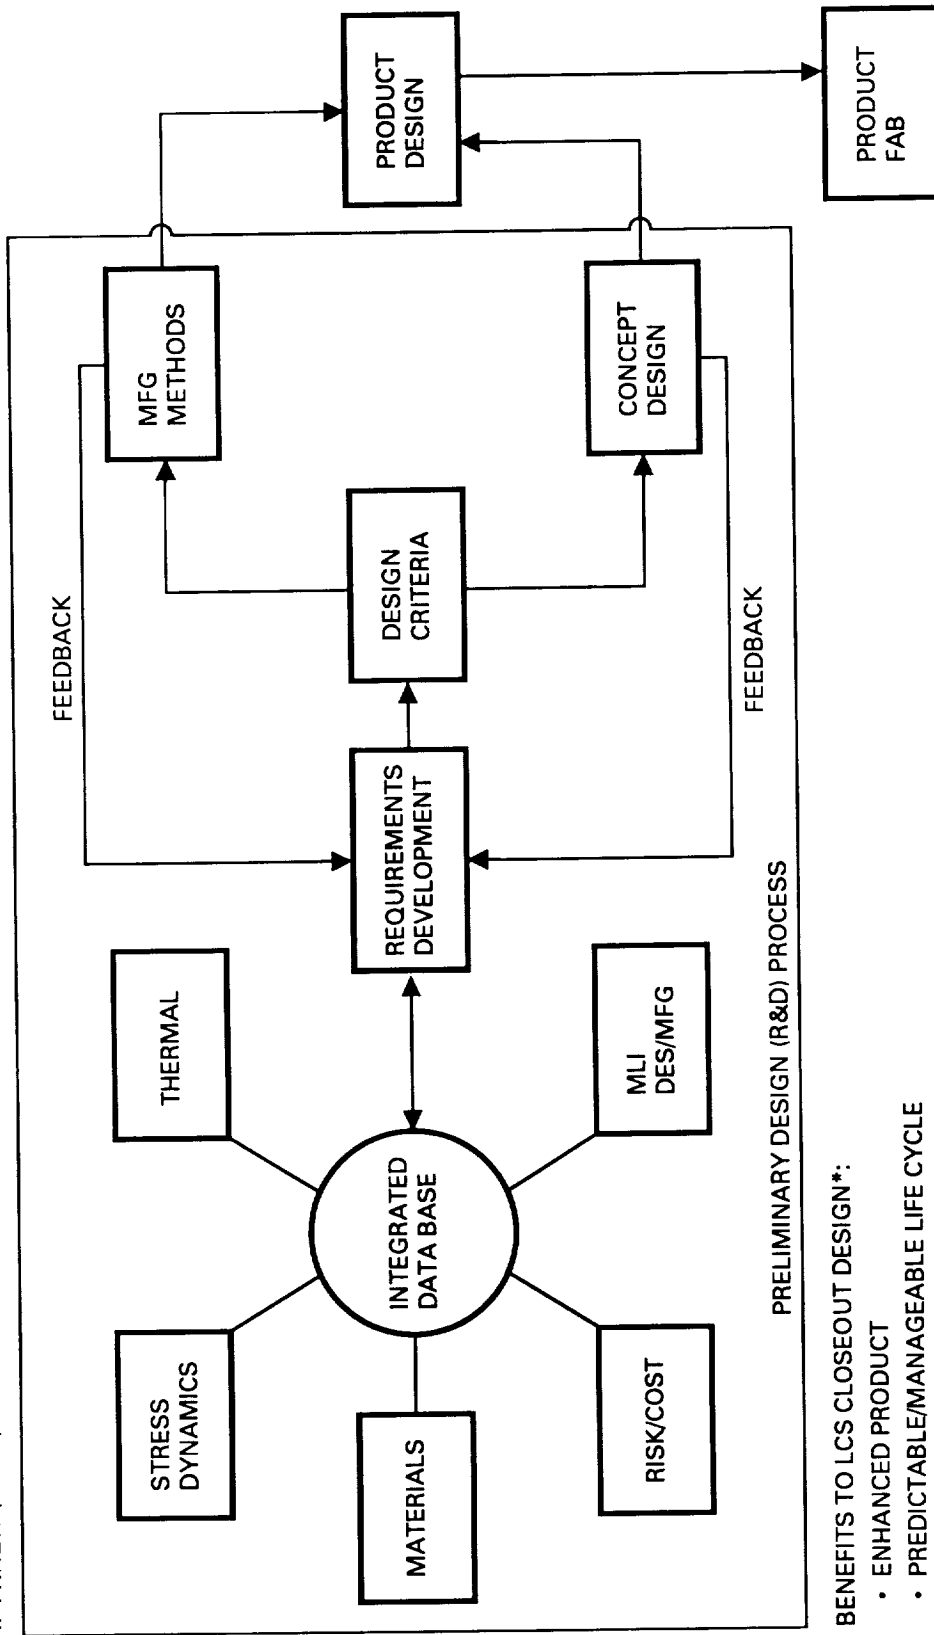 STRESS
DYNAMICS
THERMAL
MATERIALS
INTEGRATED
DATA BASE
RISK/COST
MLI
DES/MFG
REQUIREMENTS
DEVELOPMENT
DESIGN
CRITERIA
FEEDBACK
FEEDBACK
MFG
METHODS
CONCEPT
DESIGN
PRODUCT
DESIGN
PRODUCT
FAB
PRELIMINARY DESIGN (R&D) PROCESS
BENEFITS TO LCS CLOSEOUT DESIGN*:
• ENHANCED PRODUCT
• PREDICTABLE/MANAGEABLE LIFE CYCLE